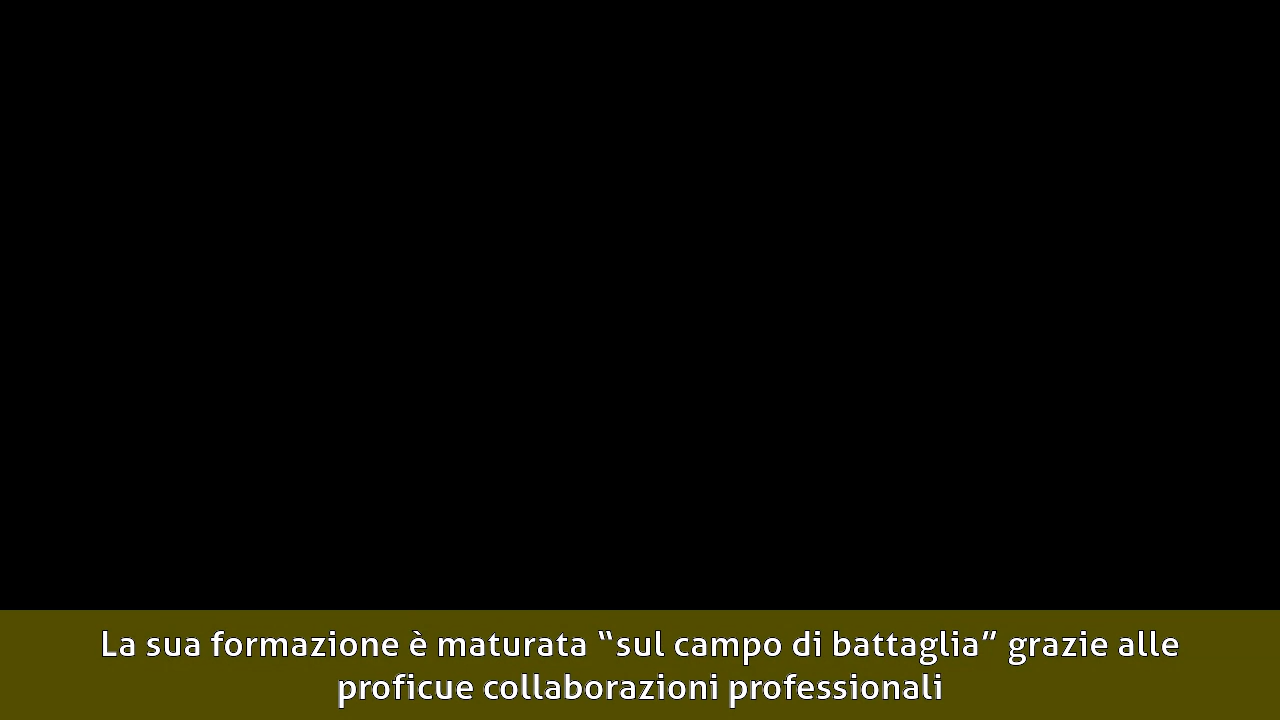 La sua formazione è maturata “sul campo di battaglia” grazie alle
proficue collaborazioni professionali